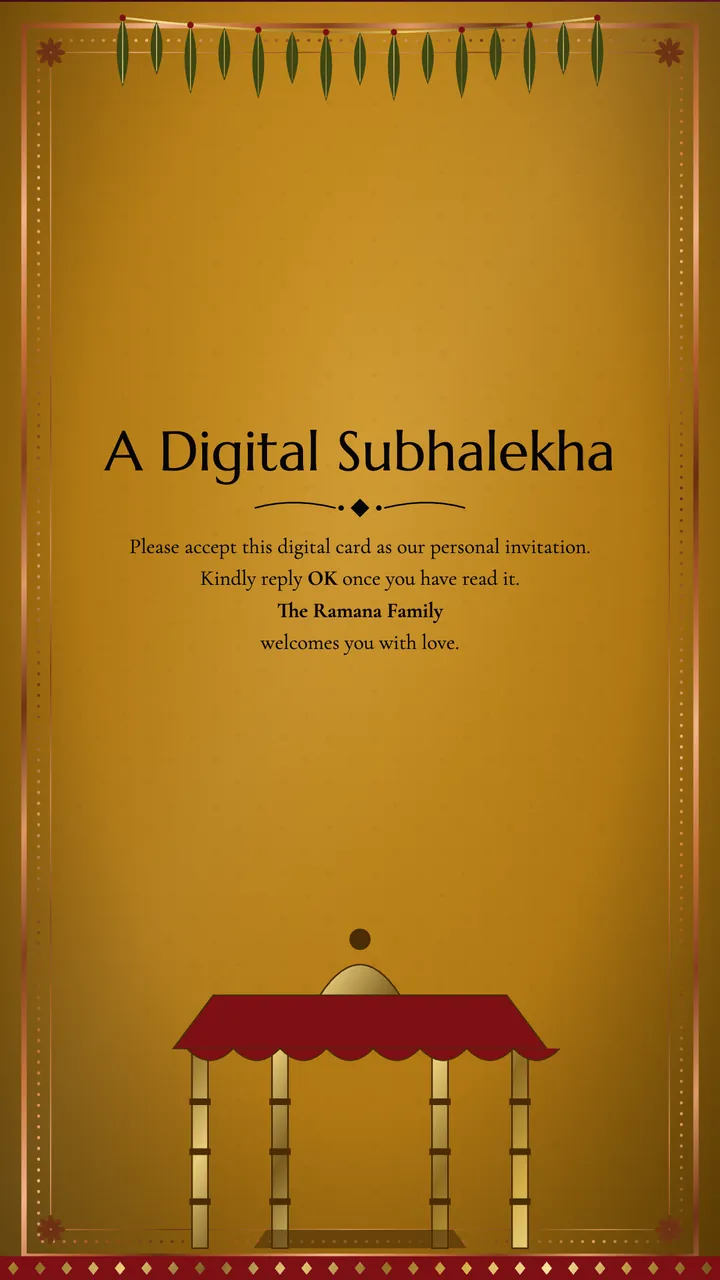 A Digital Subhalekha
Please accept this digital card as our personal invitation.
Kindly reply OK once you have read it.
The Ramana Family
welcomes you with love.